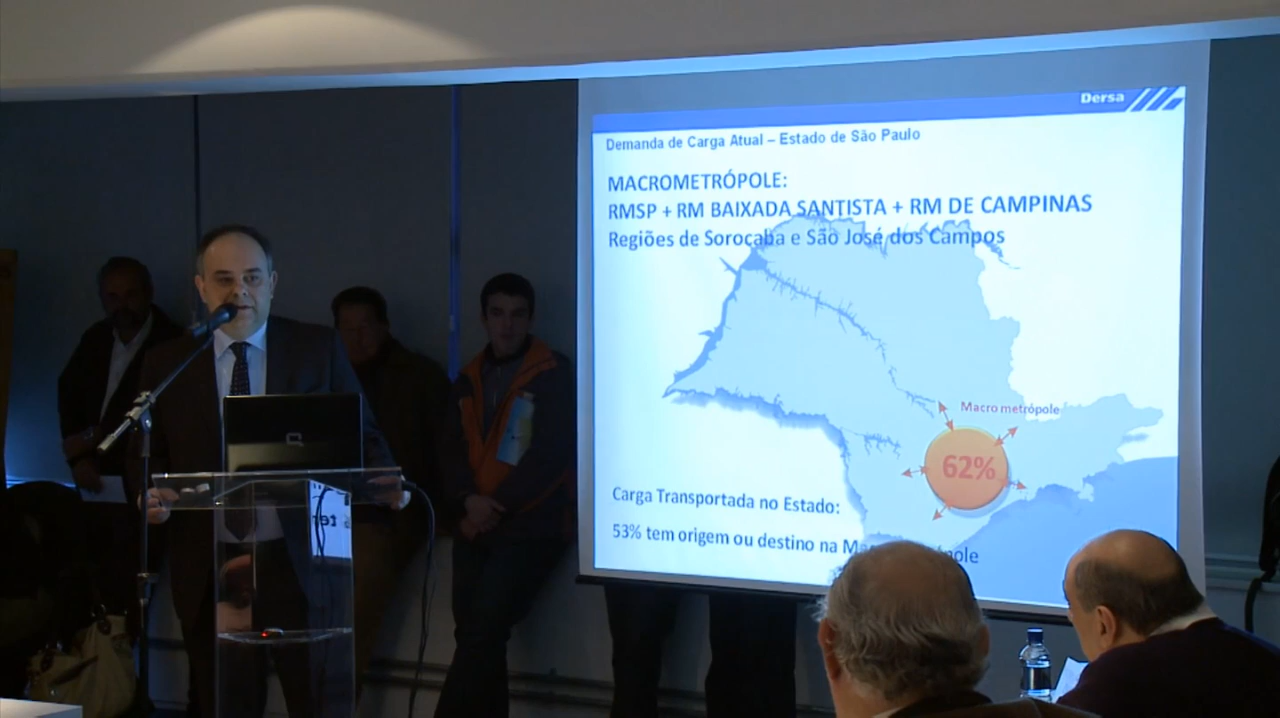 Dersa
Demanda de Carga Atual – Estado de São Paulo
MACROMETRÓPOLE:
RMSP + RM BAIXADA SANTISTA + RM DE CAMPINAS
Regiões de Sorocaba e São José dos Campos
Macro metrópole
62%
Carga Transportada no Estado:
53% tem origem ou destino na